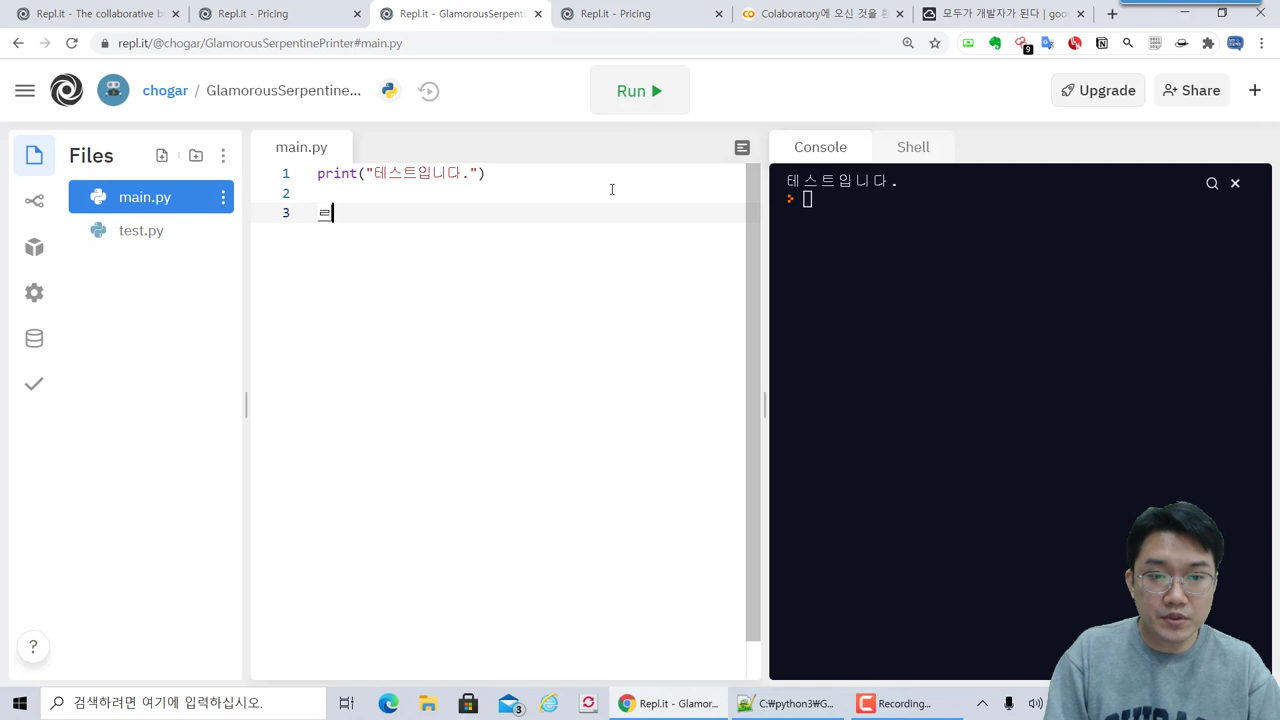 Repl.it - The collaborative b
Repl.it - Pricing
Repl.it - GlamorousSerpenti
Repl.it - Pricing
Colaboratory에 오신 것을 환
모두가 개발자가 된다 | goo
repl.it/@chogar/GlamorousSerpentinePrinter#main.py
9
chogar / GlamorousSerpentine...
Run
Upgrade
Share
Files
main.py
test.py
main.py
1 print("테스트입니다.")
2
3 ㄹ
Console
Shell
테스트입니다.
?
검색하려면 여기에 입력하십시오.
3
Repl.it - Glamor...
C:\python3\G...
Recording...